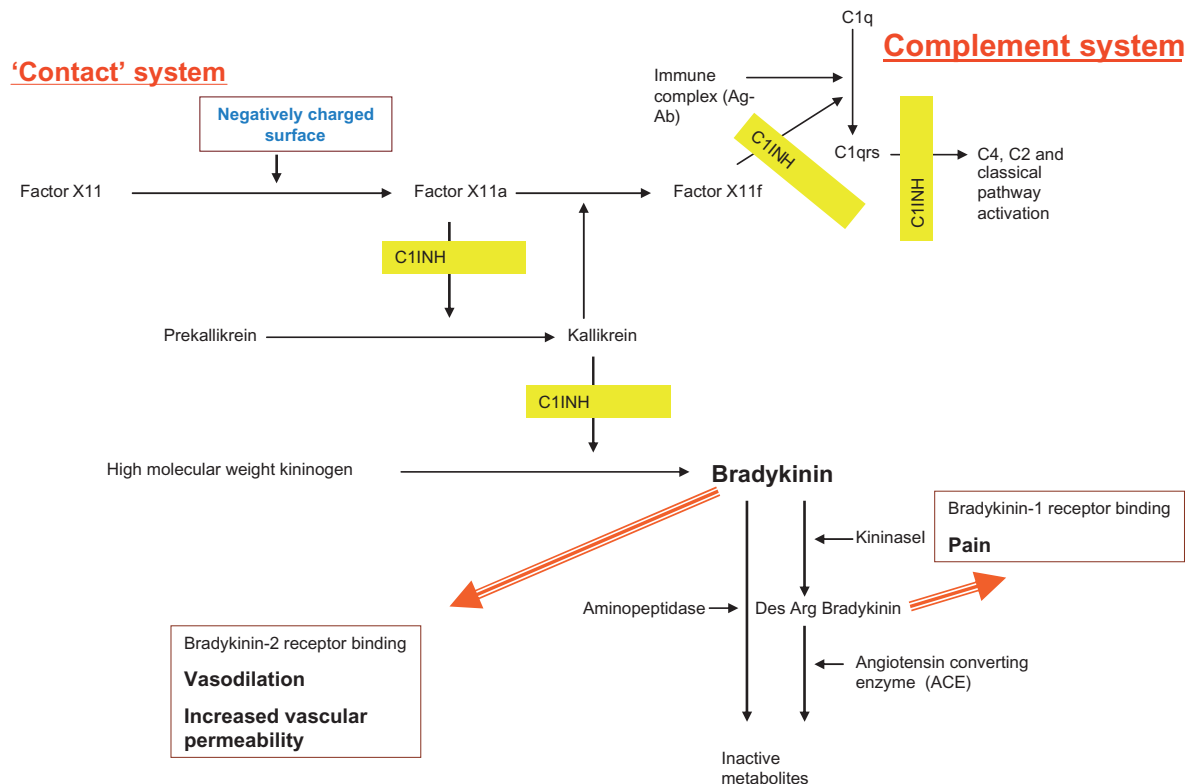 C1q
Complement system
'Contact' system
Immune
complex (Ag-
Ab)
Negatively charged
surface
C1INH
C1qrs
C1INH
C4, C2 and
classical
pathway
activation
Factor X11
Factor X11a
Factor X11f
C1INH
Prekallikrein
Kallikrein
C1INH
High molecular weight kininogen
Bradykinin
Bradykinin-1 receptor binding
Pain
Kininasel
Aminopeptidase
Des Arg Bradykinin
Bradykinin-2 receptor binding
Vasodilation
Increased vascular
permeability
Angiotensin converting
enzyme (ACE)
Inactive
metabolites